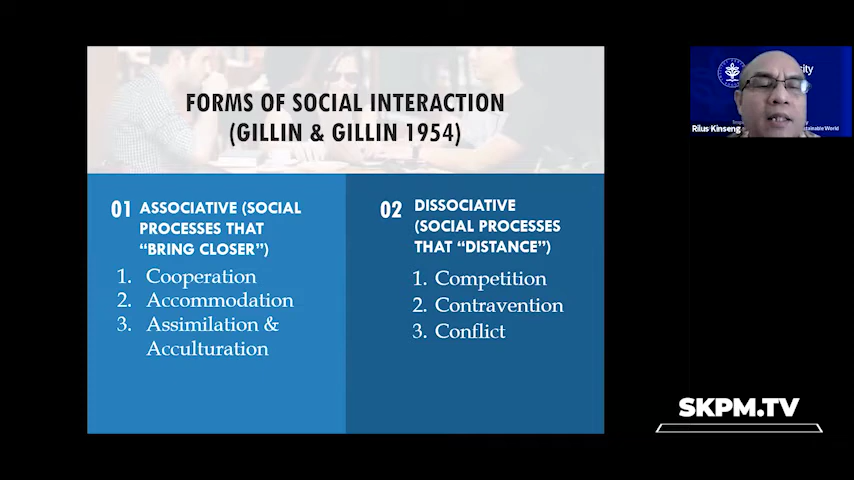 FORMS OF SOCIAL INTERACTION
(GILLIN & GILLIN 1954)
01 ASSOCIATIVE (SOCIAL
PROCESSES THAT
“BRING CLOSER”)
1. Cooperation
2. Accommodation
3. Assimilation &
Acculturation
02 DISSOCIATIVE
(SOCIAL PROCESSES
THAT “DISTANCE”)
1. Competition
2. Contravention
3. Conflict
Rilus Kinseng
SKPM.TV